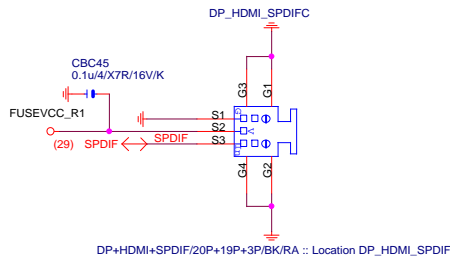 DP_HDMI_SPDIFC
CBC45
0.1u/4/X7R/16V/K
G3
G1
FUSEVCC_R1
S1
S2
(29)
SPDIF
SPDIF
S3
G4
G2
DP+HDMI+SPDIF/20P+19P+3P/BK/RA :: Location DP_HDMI_SPDIF